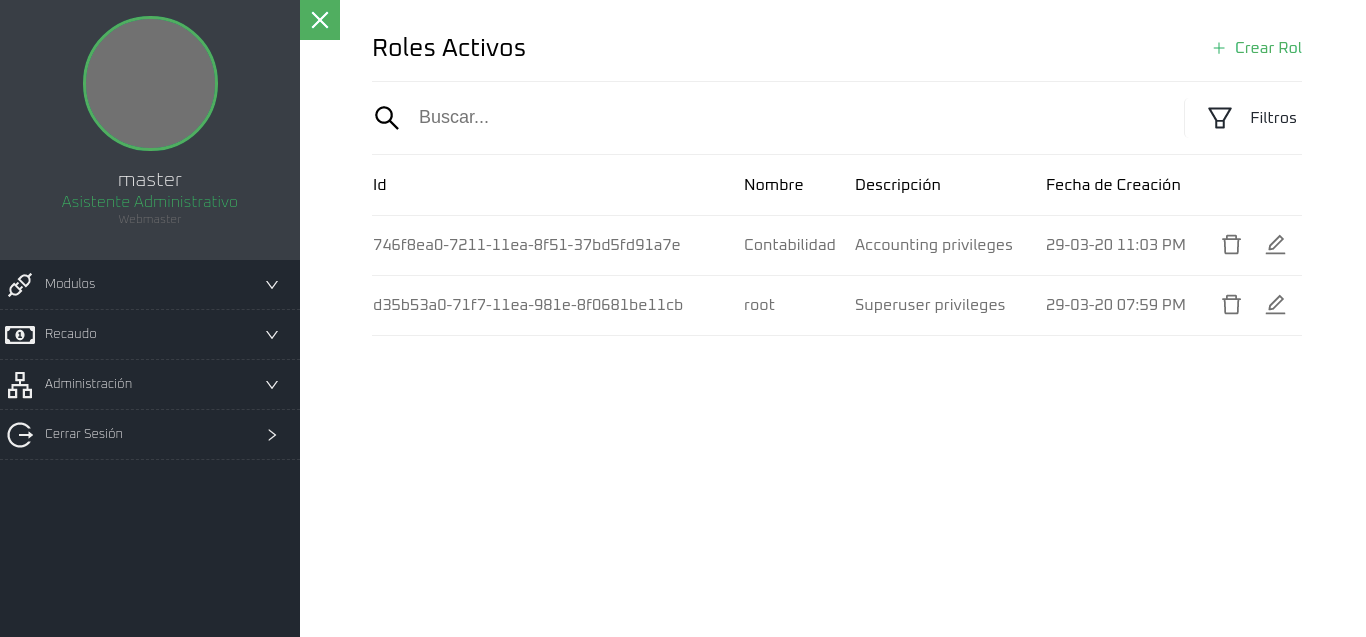 master
Asistente Administrativo
Webmaster
Modulos
Recaudo
Administración
Cerrar Sesión
Roles Activos
+ Crear Rol
Buscar...
Filtros
Id Nombre Descripción Fecha de Creación
746f8ea0-7211-11ea-8f51-37bd5fd91a7e Contabilidad Accounting privileges 29-03-20 11:03 PM
d35b53a0-71f7-11ea-981e-8f0681be11cb root Superuser privileges 29-03-20 07:59 PM